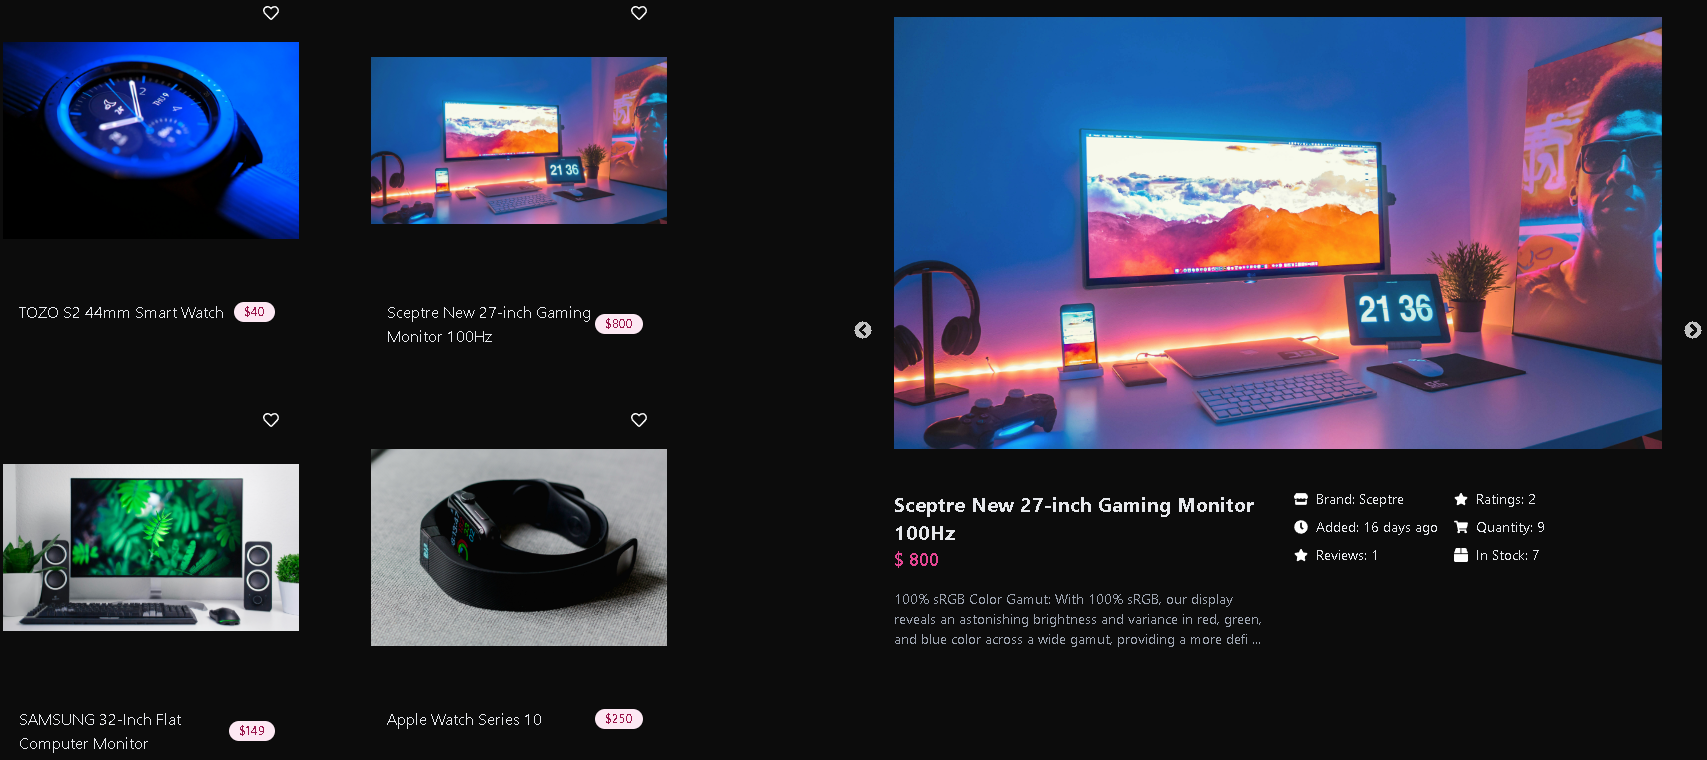 TOZO S2 44mm Smart Watch
$40
Sceptre New 27-inch Gaming
Monitor 100Hz
$800
SAMSUNG 32-Inch Flat
Computer Monitor
$149
Apple Watch Series 10
$250
21 36
21 36
Sceptre New 27-inch Gaming Monitor
100Hz
$ 800
100% sRGB Color Gamut: With 100% sRGB, our display
reveals an astonishing brightness and variance in red, green,
and blue color across a wide gamut, providing a more defi ...
Brand: Sceptre
Added: 16 days ago
Reviews: 1
Ratings: 2
Quantity: 9
In Stock: 7